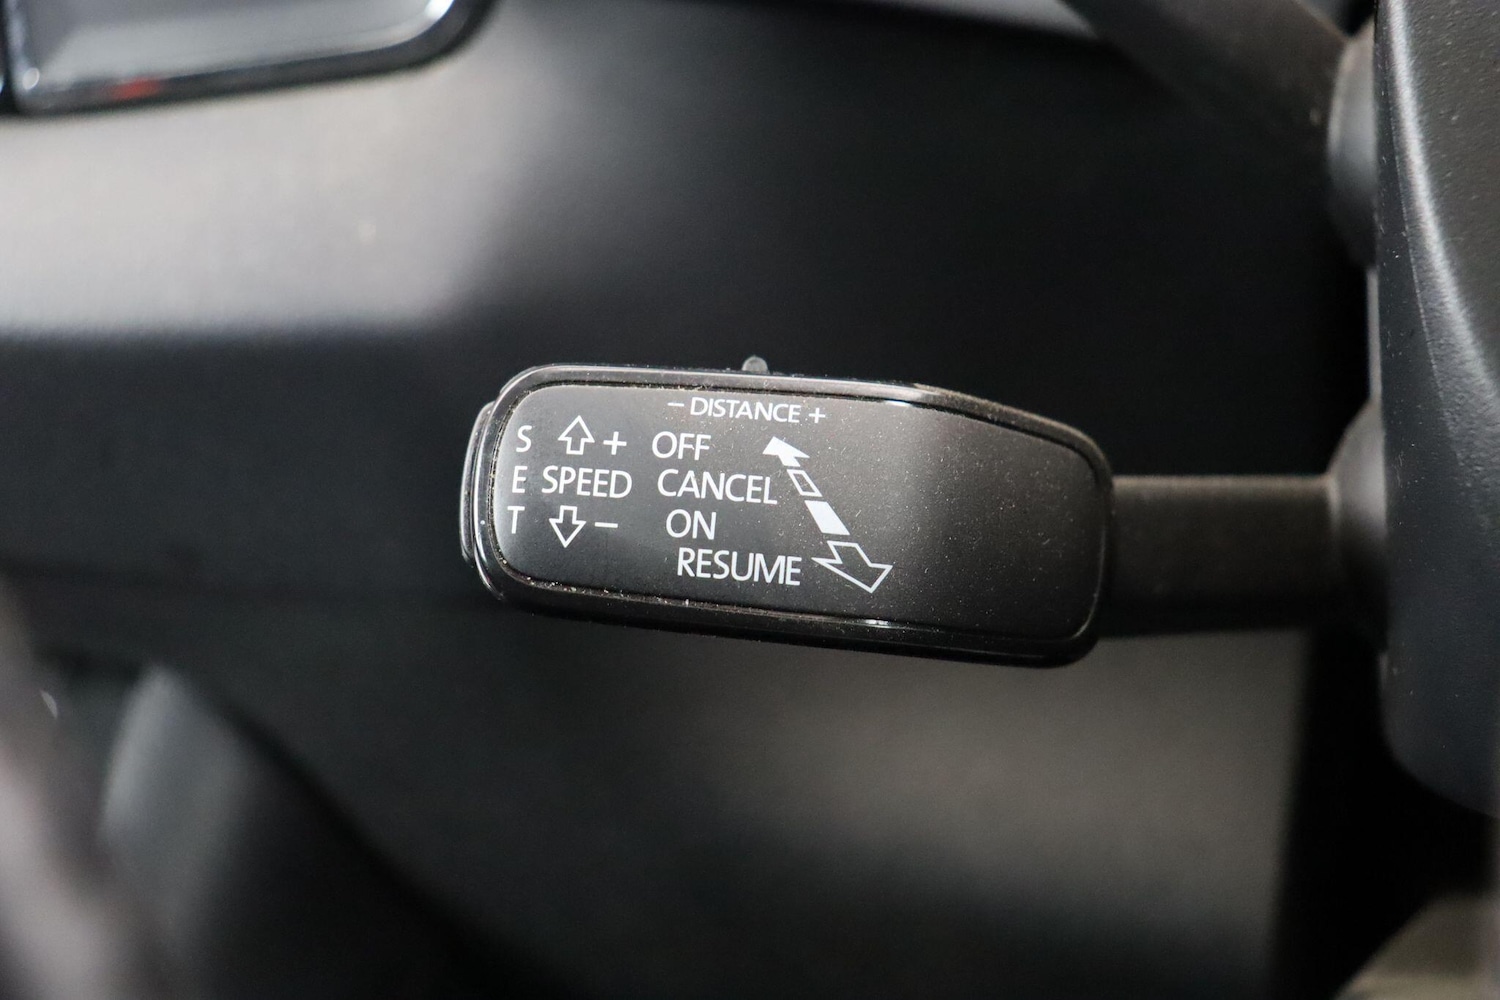 − DISTANCE +
S + OFF
E SPEED CANCEL
T − ON
RESUME